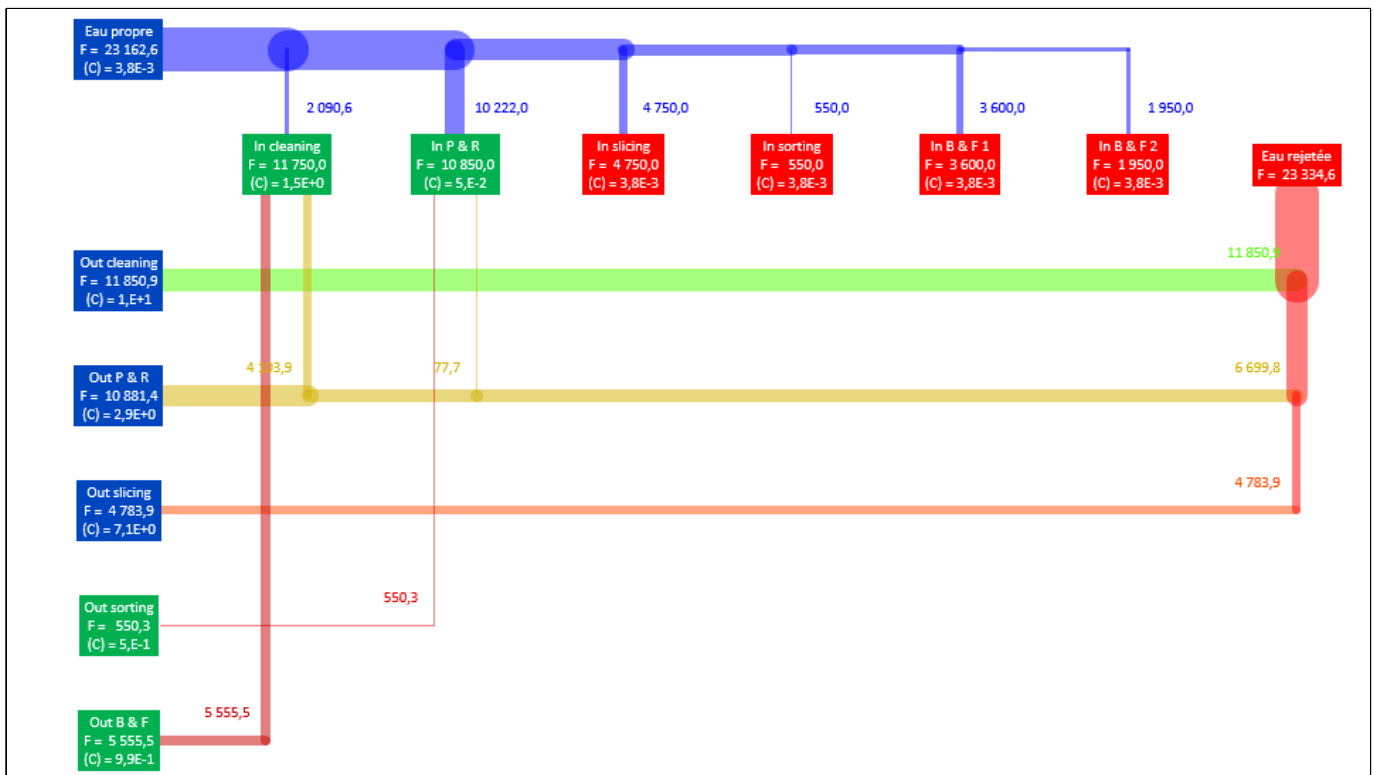 Eau propre
F = 23 162,6
(C) = 3,8E-3
2 090,6
10 222,0
4 750,0
550,0
3 600,0
1 950,0
In cleaning
F = 11 750,0
(C) = 1,5E+0
In P & R
F = 10 850,0
(C) = 5,E-2
In slicing
F = 4 750,0
(C) = 3,8E-3
In sorting
F = 550,0
(C) = 3,8E-3
In B & F 1
F = 3 600,0
(C) = 3,8E-3
In B & F 2
F = 1 950,0
(C) = 3,8E-3
Eau rejetée
F = 23 334,6
Out cleaning
F = 11 850,9
(C) = 1,E+1
11 850,9
Out P & R
F = 10 881,4
(C) = 2,9E+0
77,7
6 699,8
Out slicing
F = 4 783,9
(C) = 7,1E+0
4 783,9
Out sorting
F = 550,3
(C) = 5,E-1
550,3
Out B & F
F = 5 555,5
(C) = 9,9E-1
5 555,5